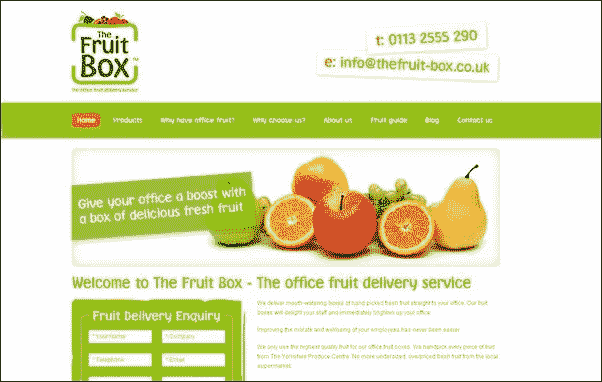 The
Fruit
Box
The office fruit delivery service
t: 0113 2555 290
e: info@thefruit-box.co.uk
Home Products Why have office fruit? Why choose us? About us Fruit guide Blog Contact us
Give your office a boost with
a box of delicious fresh fruit
Welcome to The Fruit Box - The office fruit delivery service
Fruit Delivery Enquiry
* Your Name * Company
* Telephone * Email
We deliver mouth-watering boxes of hand picked fresh fruit straight to your office. Our fruit
boxes will delight your staff and immediately brighten up your office.
Improving the morale and wellbeing of your employees has never been easier.
We only use the highest quality fruit for our office fruit boxes. We handpick every piece of fruit
from The Yorkshire Produce Centre. No more underrated, overpriced fresh fruit from the local
supermarket.